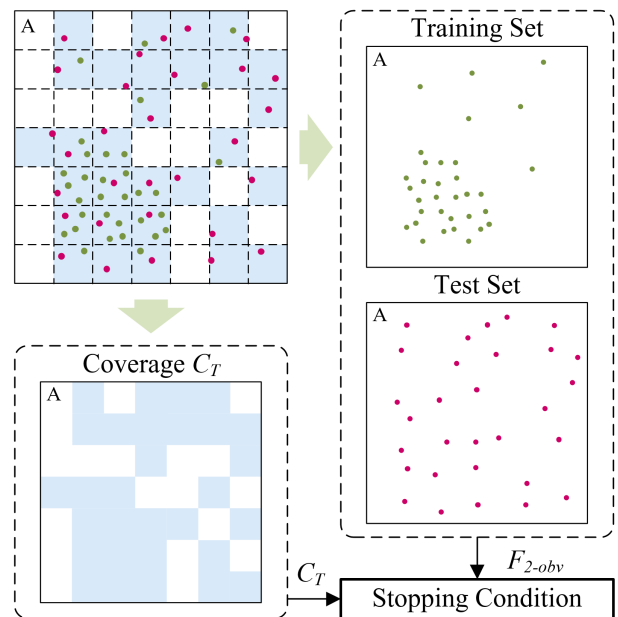 A
Training Set
A
Test Set
A
Coverage C_T
A
C_T
F_2-obv
Stopping Condition